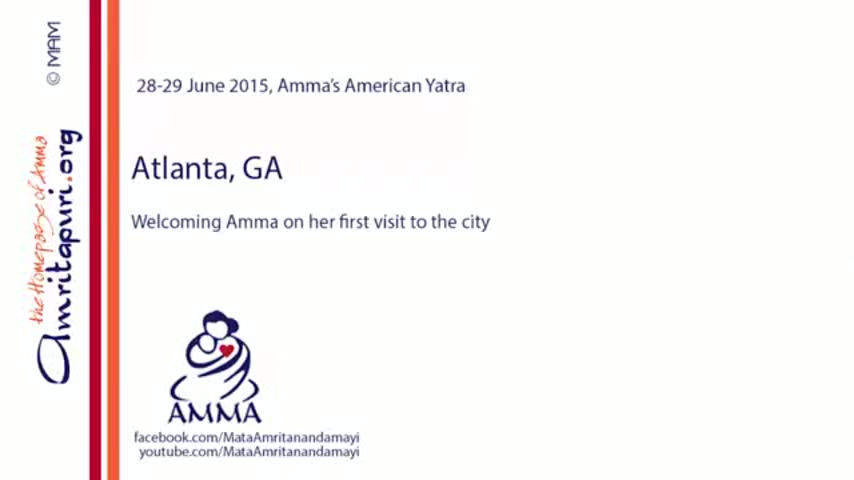 © MAM
the Homepage of Amma
Amritapuri.org
28-29 June 2015, Amma's American Yatra
Atlanta, GA
Welcoming Amma on her first visit to the city
AMMA
facebook.com/MataAmritanandamayi
youtube.com/MataAmritanandamayi